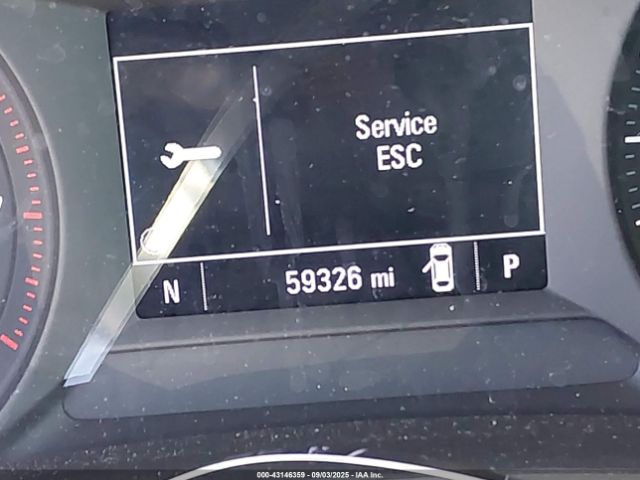 Service
ESC
N 59326 mi P
000-43146359 | 09/03/2025 | IAA Inc.